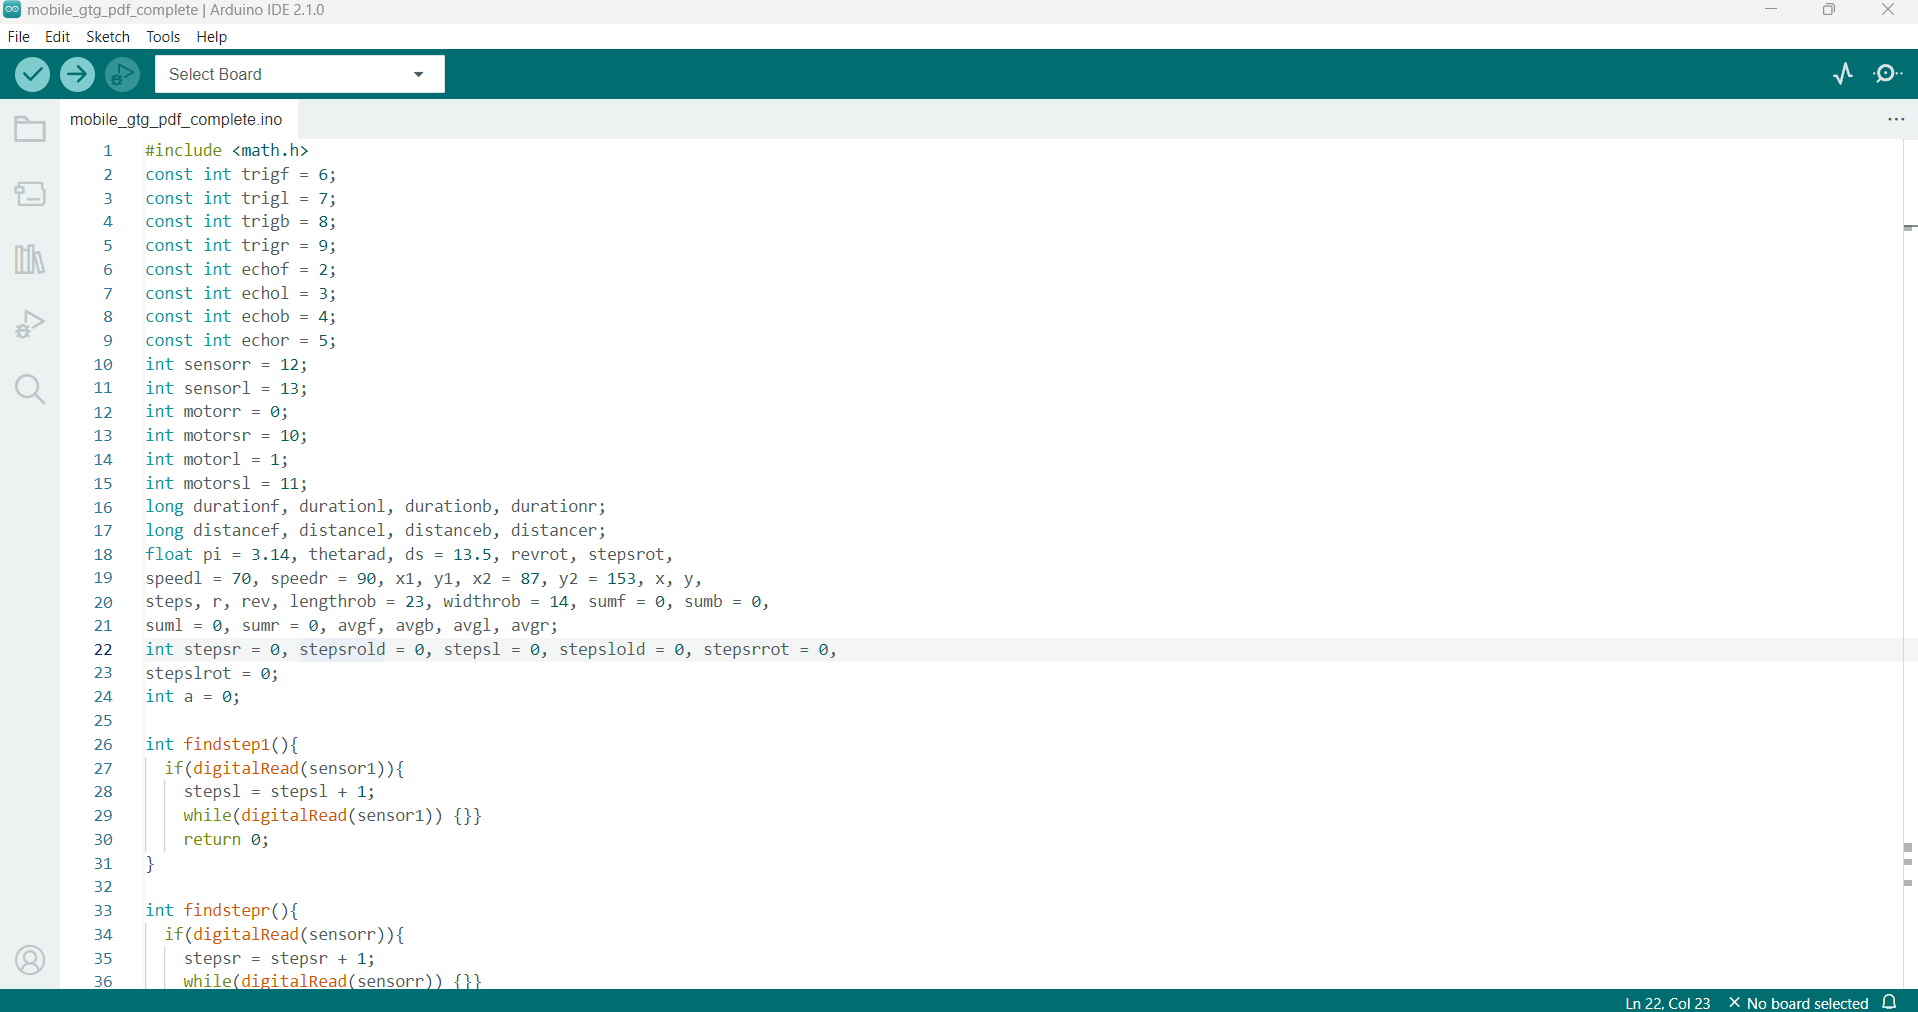 mobile_gtg_pdf_complete | Arduino IDE 2.1.0
File Edit Sketch Tools Help
Select Board
mobile_gtg_pdf_complete.ino
1 #include <math.h>
2 const int trigf = 6;
3 const int trigl = 7;
4 const int trigb = 8;
5 const int trigr = 9;
6 const int echof = 2;
7 const int echol = 3;
8 const int echob = 4;
9 const int echor = 5;
10 int sensorr = 12;
11 int sensorl = 13;
12 int motorr = 0;
13 int motorsr = 10;
14 int motorl = 1;
15 int motorsl = 11;
16 long durationf, durationl, durationb, durationr;
17 long distancef, distancel, distanceb, distancer;
18 float pi = 3.14, thetarad, ds = 13.5, revrot, stepsrot,
19 speedl = 70, speedr = 90, x1, y1, x2 = 87, y2 = 153, x, y,
20 steps, r, rev, lengthrob = 23, widthrob = 14, sumf = 0, sumb = 0,
21 suml = 0, sumr = 0, avgf, avgb, avgl, avgr;
22 int stepsr = 0, stepsrold = 0, stepsl = 0, stepslold = 0, stepsrrot = 0,
23 stepslrot = 0;
24 int a = 0;
25
26 int findstep1(){
27 if(digitalRead(sensor1)){
28 stepsl = stepsl + 1;
29 while(digitalRead(sensor1)) {}}
30 return 0;
31 }
32
33 int findstepr(){
34 if(digitalRead(sensorr)){
35 stepsr = stepsr + 1;
36 while(digitalRead(sensorr)) {}}
Ln 22, Col 23 × No board selected